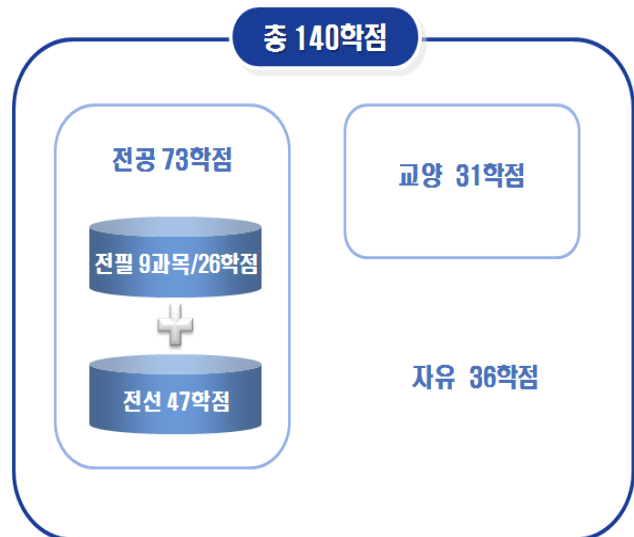 총 140학점
전공 73학점
전필 9과목/26학점
전선 47학점
교양 31학점
자유 36학점